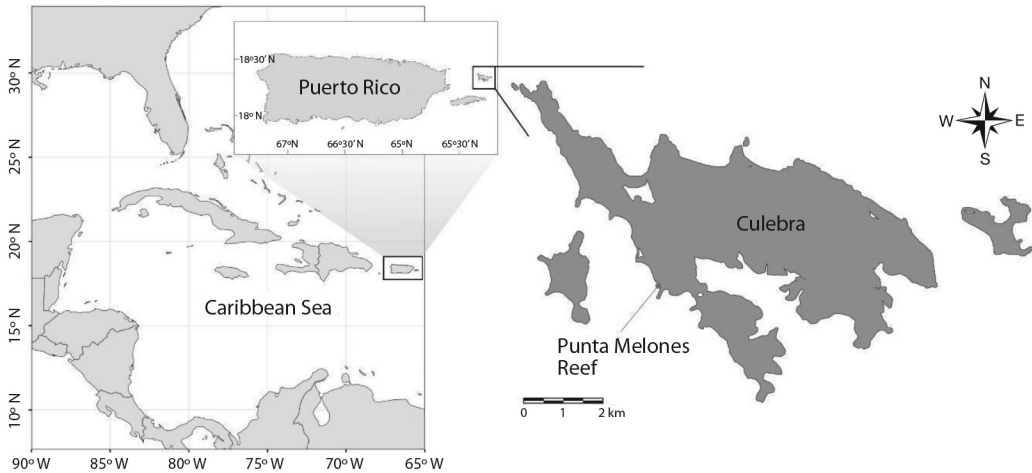 30° N
25° N
20° N
15° N
10° N
90° W
85° W
80° W
75° W
70° W
65° W
Caribbean Sea
18°30' N
18° N
Puerto Rico
67°
66°30'
65°
65°30'
N
W E
S
Culebra
Punta Melones
Reef
0 1 2 km